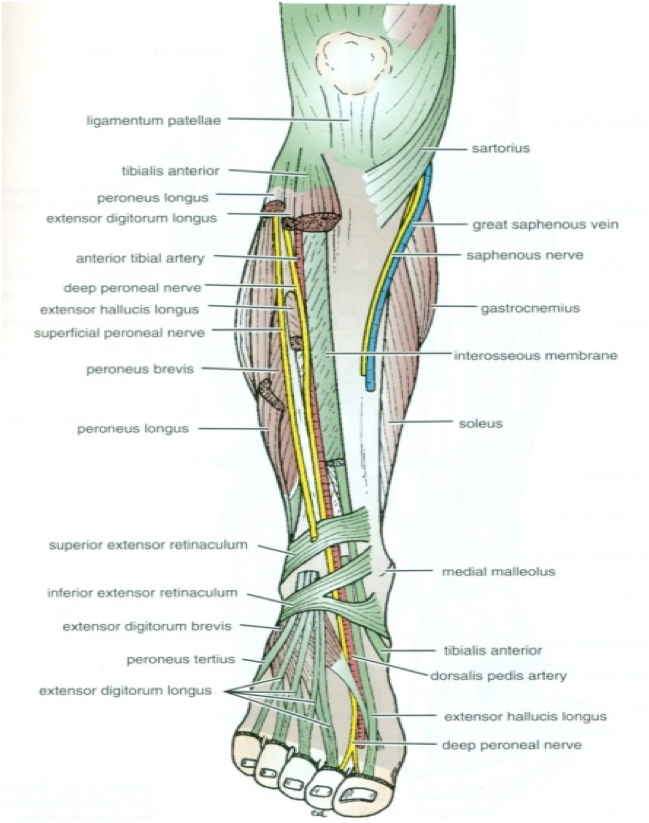 ligamentum patellae
sartorius
tibialis anterior
peroneus longus
extensor digitorum longus
great saphenous vein
anterior tibial artery
saphenous nerve
deep peroneal nerve
extensor hallucis longus
gastrocnemius
superficial peroneal nerve
interosseous membrane
peroneus brevis
peroneus longus
soleus
superior extensor retinaculum
medial malleolus
inferior extensor retinaculum
extensor digitorum brevis
tibialis anterior
peroneus tertius
dorsalis pedis artery
extensor digitorum longus
extensor hallucis longus
deep peroneal nerve